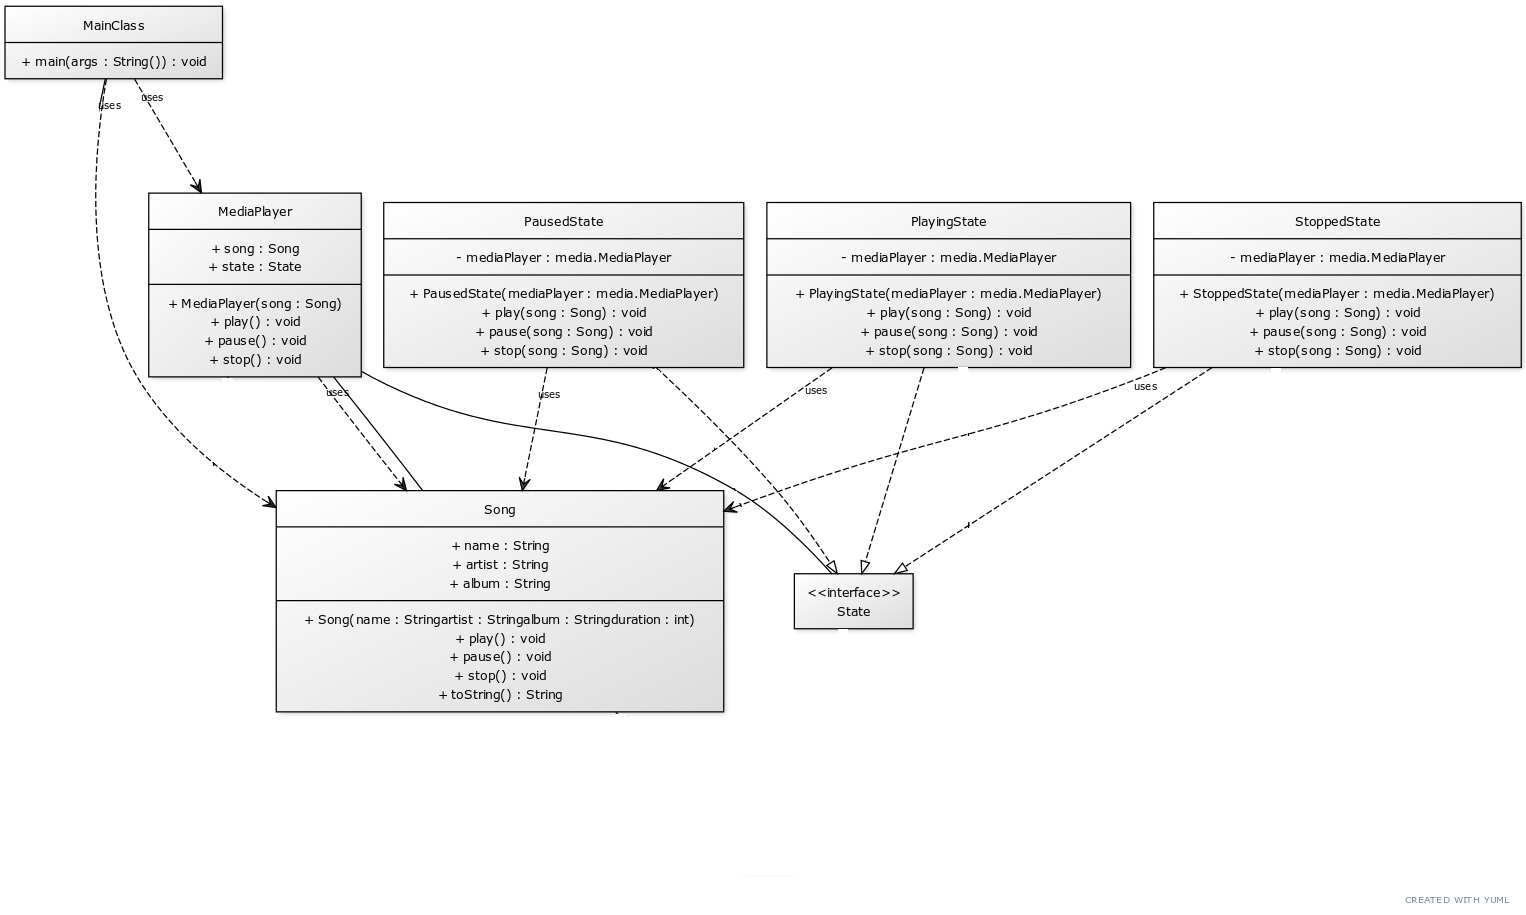 MainClass
+ main(args : String()) : void
uses
uses
MediaPlayer
+ song : Song
+ state : State
+ MediaPlayer(song : Song)
+ play() : void
+ pause() : void
+ stop() : void
PausedState
- mediaPlayer : media.MediaPlayer
+ PausedState(mediaPlayer : media.MediaPlayer)
+ play(song : Song) : void
+ pause(song : Song) : void
+ stop(song : Song) : void
PlayingState
- mediaPlayer : media.MediaPlayer
+ PlayingState(mediaPlayer : media.MediaPlayer)
+ play(song : Song) : void
+ pause(song : Song) : void
+ stop(song : Song) : void
StoppedState
- mediaPlayer : media.MediaPlayer
+ StoppedState(mediaPlayer : media.MediaPlayer)
+ play(song : Song) : void
+ pause(song : Song) : void
+ stop(song : Song) : void
uses
uses
uses
uses
Song
+ name : String
+ artist : String
+ album : String
+ Song(name : Stringartist : Stringalbum : Stringduration : int)
+ play() : void
+ pause() : void
+ stop() : void
+ toString() : String
<<interface>>
State
CREATED WITH YUML